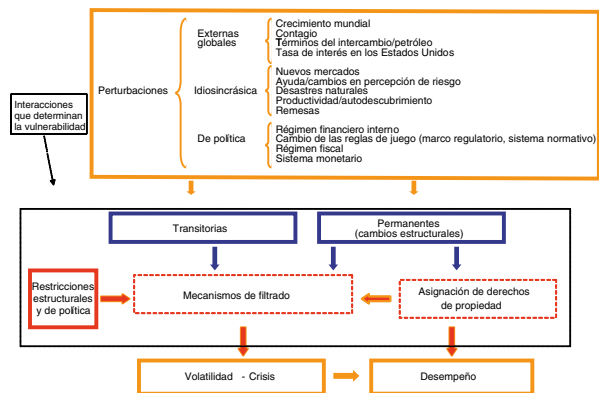 Externas
globales
Crecimiento mundial
Contagio
Términos del intercambio/petróleo
Tasa de interés en los Estados Unidos
Perturbaciones
Idiosincrásica
Nuevos mercados
Ayuda/cambios en percepción de riesgo
Desastres naturales
Productividad/autodescubrimiento
Remesas
De política
Régimen financiero interno
Cambio de las reglas de juego (marco regulatorio, sistema normativo)
Régimen fiscal
Sistema monetario
Interacciones
que determinan
la vulnerabilidad
Transitorias
Permanentes
(cambios estructurales)
Restricciones
estructurales
y de política
Mecanismos de filtrado
Asignación de derechos
de propiedad
Volatilidad - Crisis
Desempeño